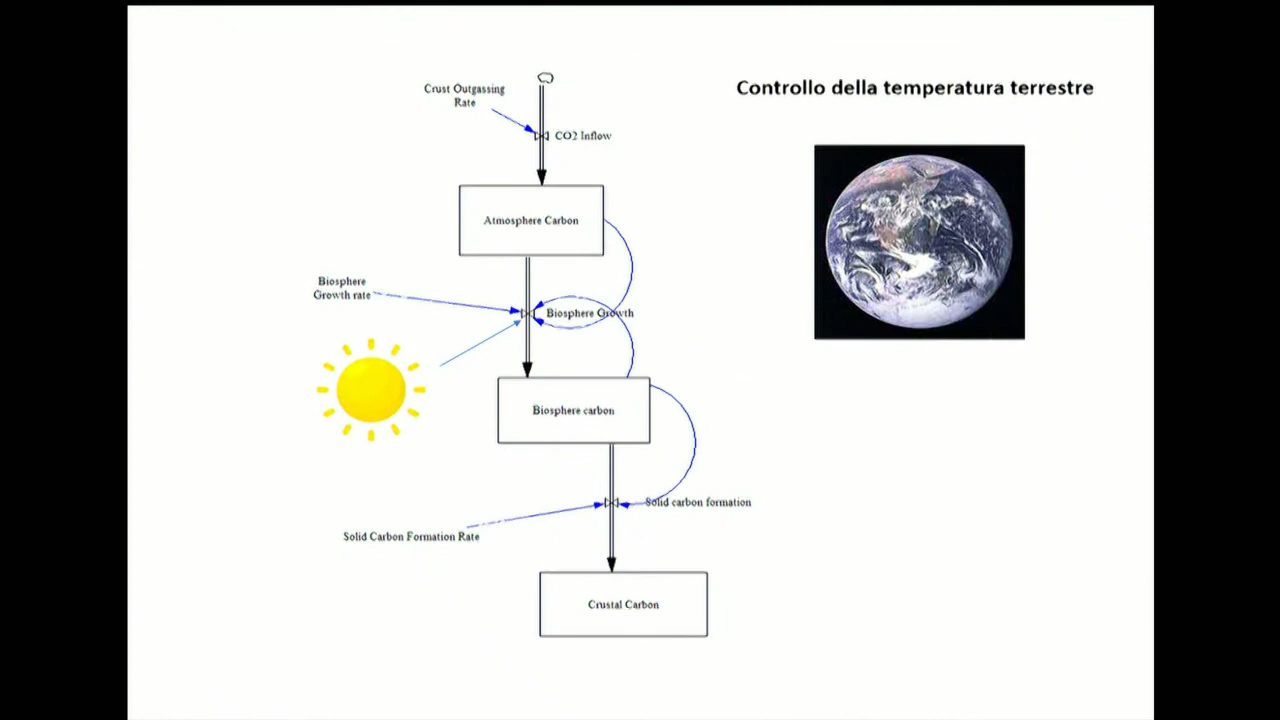 Controllo della temperatura terrestre
Crust Outgassing
Rate
CO2 Inflow
Atmosphere Carbon
Biosphere
Growth rate
Biosphere Growth
Biosphere carbon
Solid carbon formation
Solid Carbon Formation Rate
Crustal Carbon